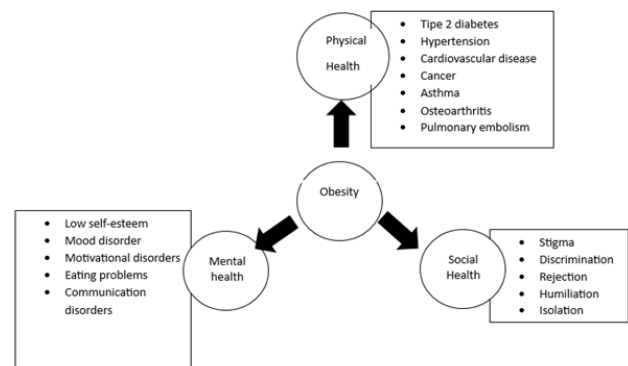 Physical
Health
• Tipe 2 diabetes
• Hypertension
• Cardiovascular disease
• Cancer
• Asthma
• Osteoarthritis
• Pulmonary embolism
Obesity
• Low self-esteem
• Mood disorder
• Motivational disorders
• Eating problems
• Communication
disorders
Mental
health
Social
Health
• Stigma
• Discrimination
• Rejection
• Humiliation
• Isolation